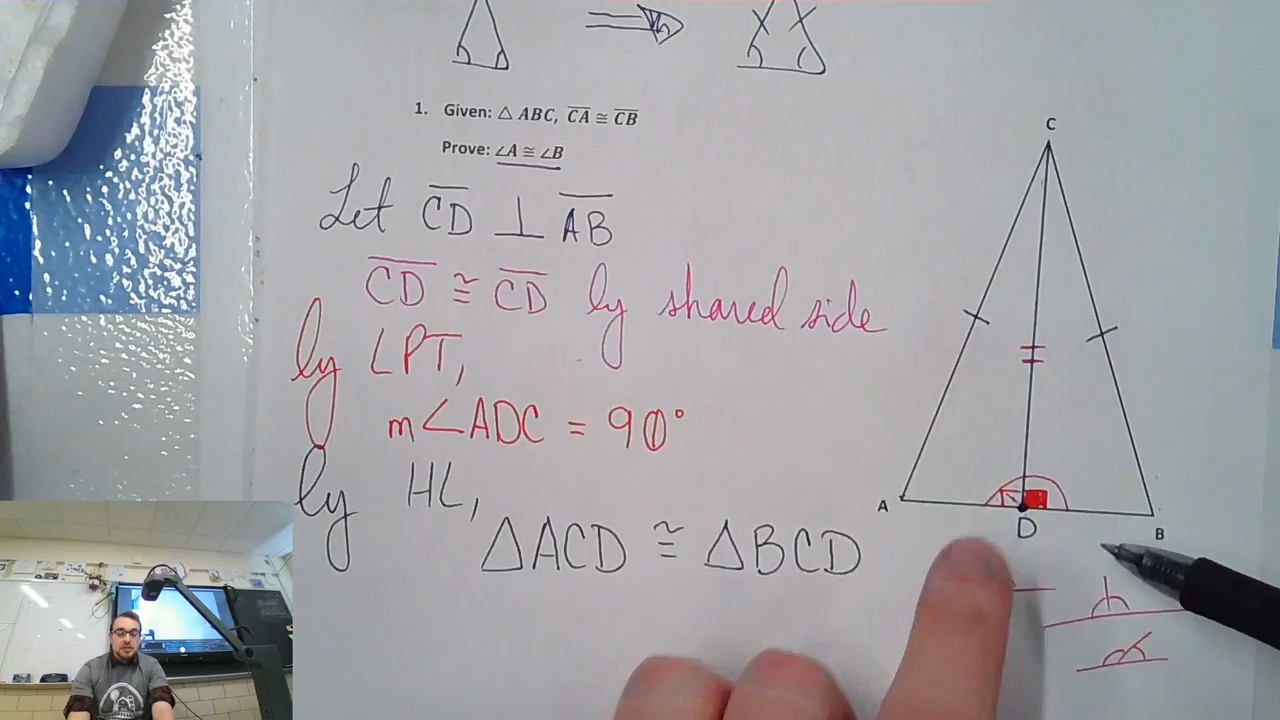 1. Given: △ ABC, CA ≅ CB
Prove: ∠A ≅ ∠B
Let CD ⊥ AB
CD ≅ CD by shared side
by ∠PT,
m∠ADC = 90°
by HL,
△ACD ≅ △BCD
C
A
D
B